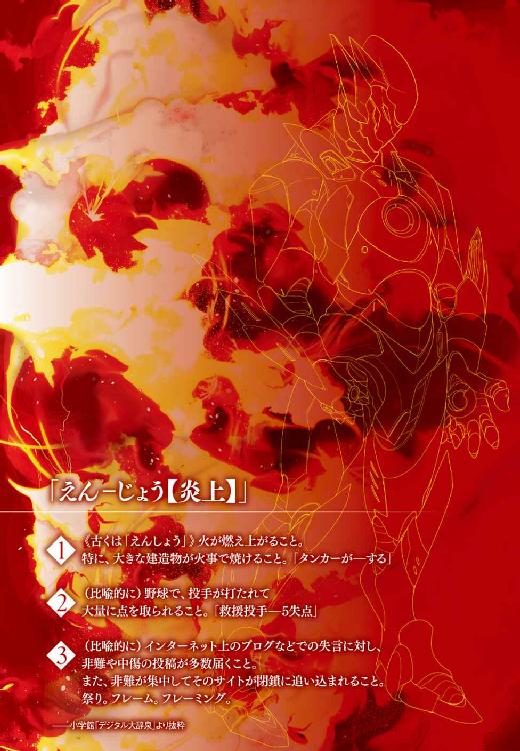 「えん－じょう【炎上】」
1 《古くは「えんしょう」》火が燃え上がること。
特に、大きな建造物が火事で焼けること。「タンカーが―する」
2 （比喩的に）野球で、投手が打たれて
大量に点を取られること。「救援投手―5失点」
3 （比喩的に）インターネット上のブログなどでの失言に対し、
非難や中傷の投稿が多数届くこと。
また、非難が集中してそのサイトが閉鎖に追い込まれること。
祭り。フレーム。フレーミング。
――小学館「デジタル大辞泉」より抜粋